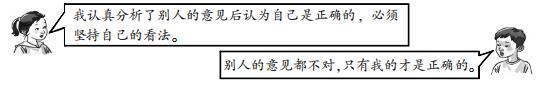 我认真分析了别人的意见后认为自己是正确的，必须
坚持自己的看法。
别人的意见都不对，只有我的才是正确的。